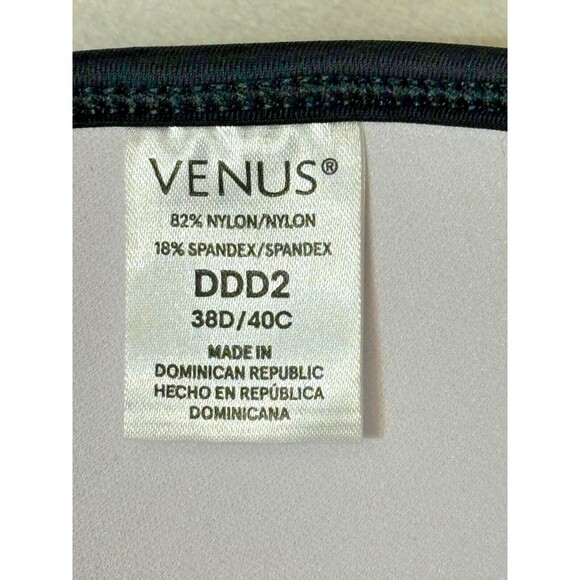 VENUS®
82% NYLON/NYLON
18% SPANDEX/SPANDEX
DDD2
38D/40C
MADE IN
DOMINICAN REPUBLIC
HECHO EN REPÚBLICA
DOMINICANA